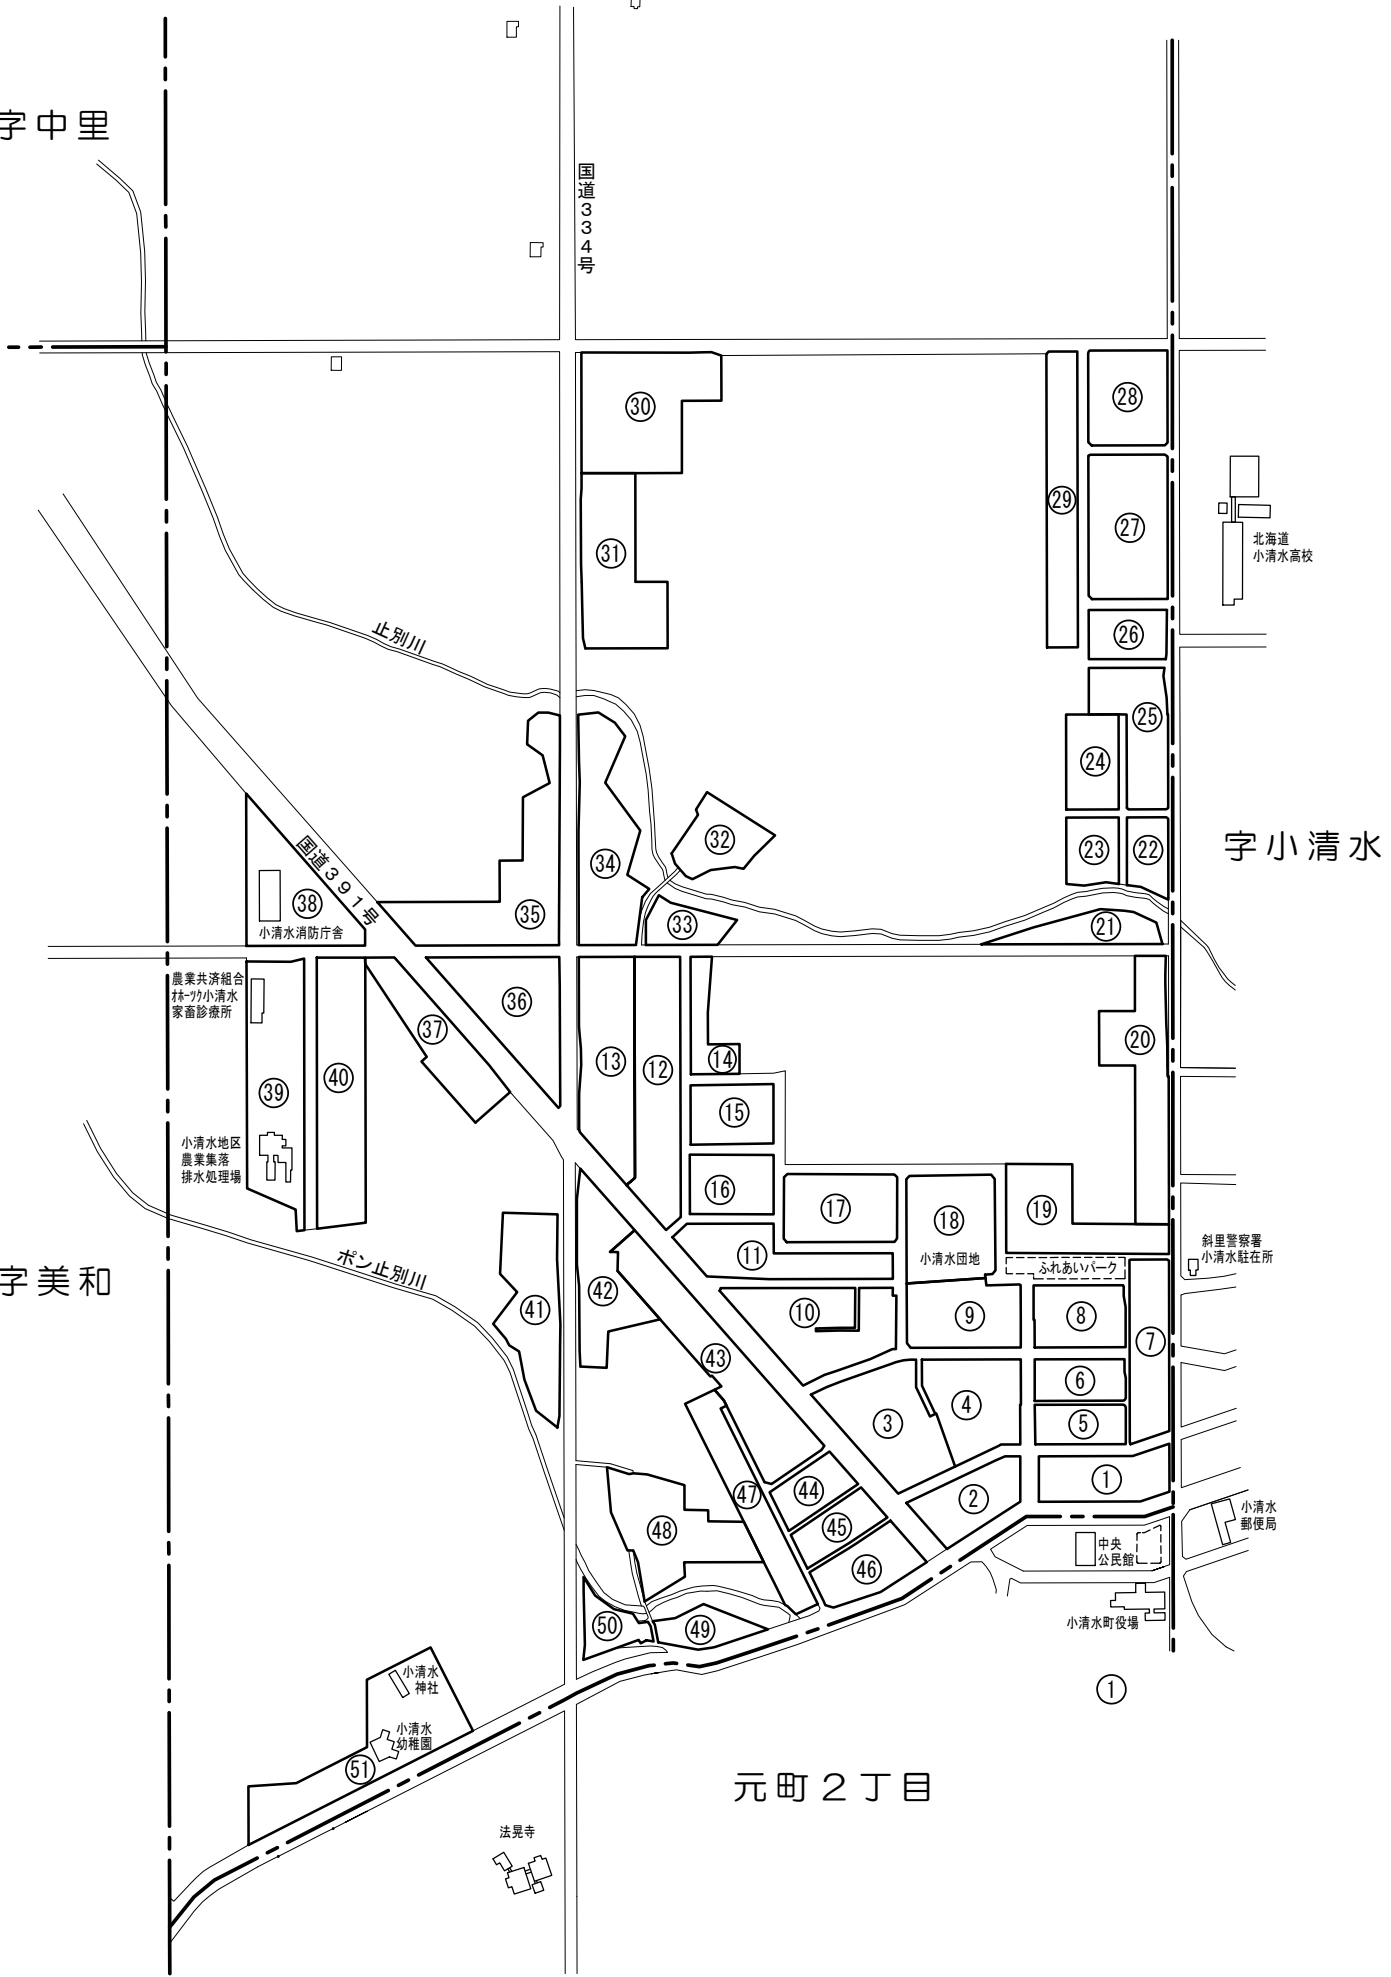 字中里
国道334号
30
28
29
27
31
北海道
小清水高校
26
止別川
25
24
字小清水
32
23
22
34
国道391号
38
小清水消防庁舎
35
33
21
農業共済組合
オホーツク小清水
家畜診療所
36
37
13
12
14
20
40
39
15
小清水地区
農業集落
排水処理場
16
17
18
小清水団地
19
斜里警察署
小清水駐在所
字美和
ポン止別川
11
ふれあいパーク
42
41
10
9
8
7
43
6
3
4
5
47
44
2
1
48
45
46
小清水
郵便局
中央
公民館
小清水町役場
50
49
小清水
神社
小清水
幼稚園
51
1
元町2丁目
法晃寺